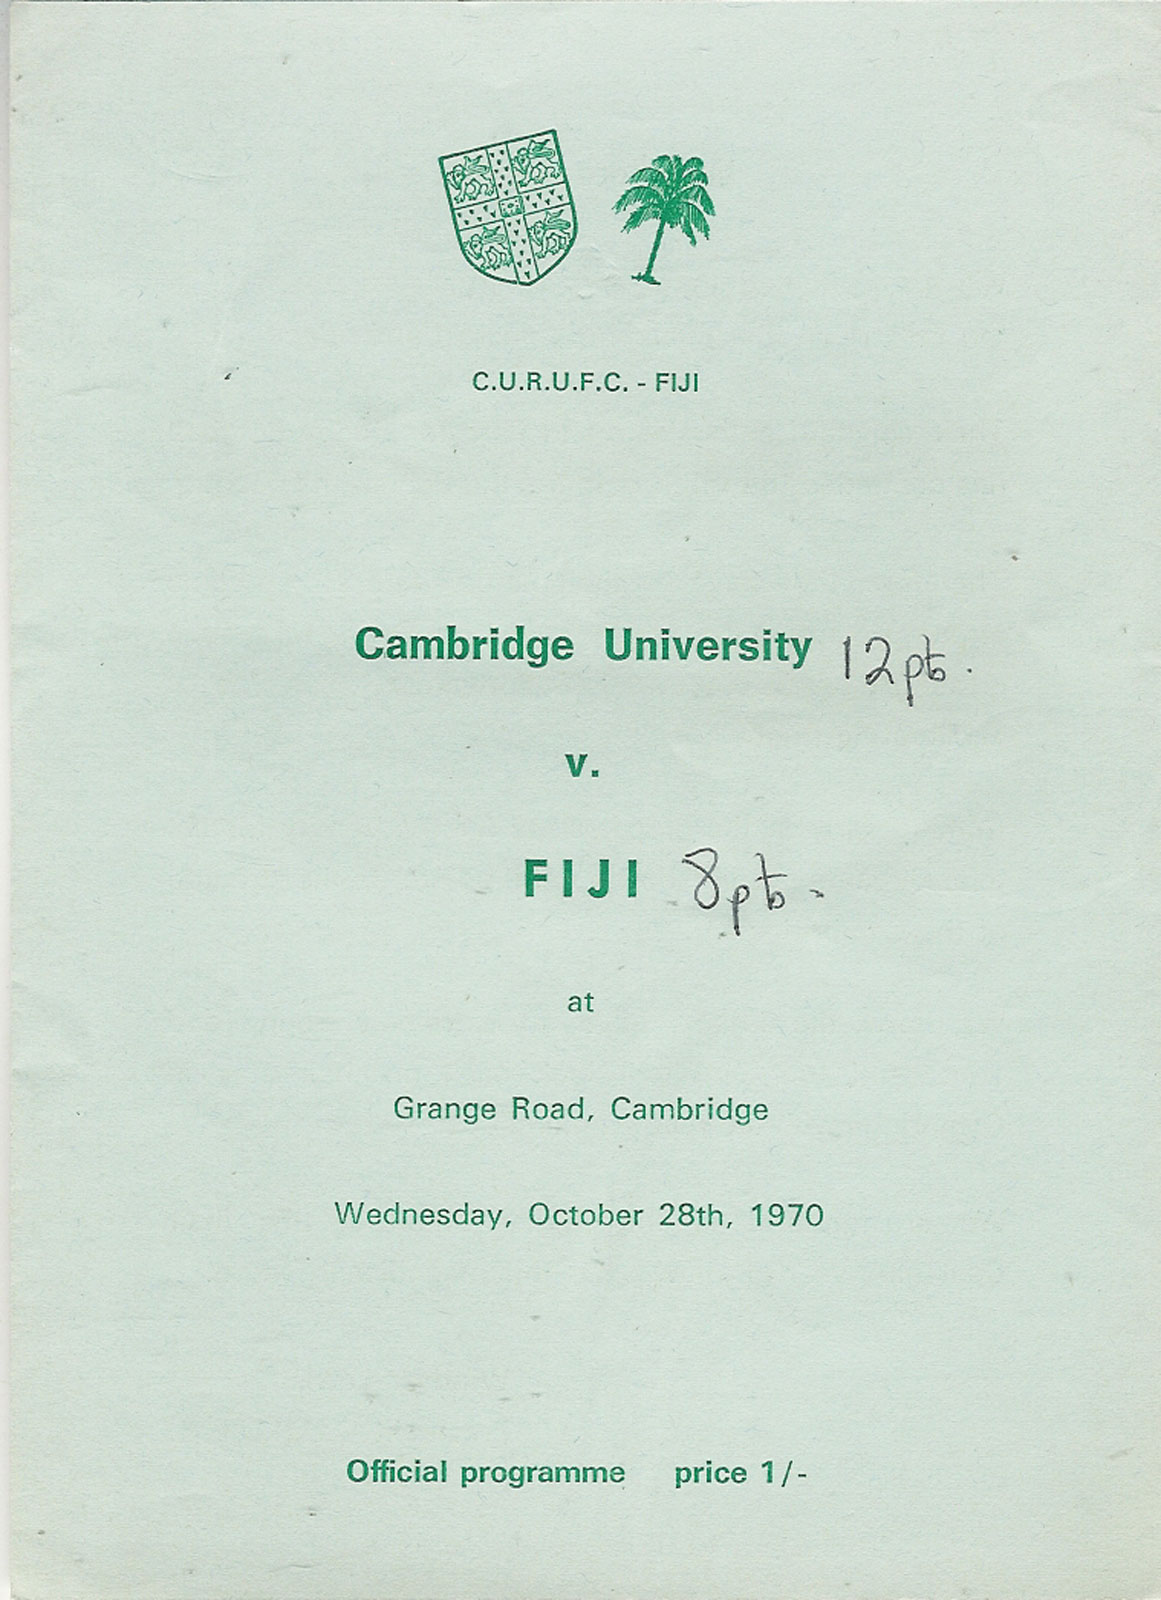 C.U.R.U.F.C. - FIJI
Cambridge University 12pts.
v.
FIJI 8pts.
at
Grange Road, Cambridge
Wednesday, October 28th, 1970
Official programme price 1/-